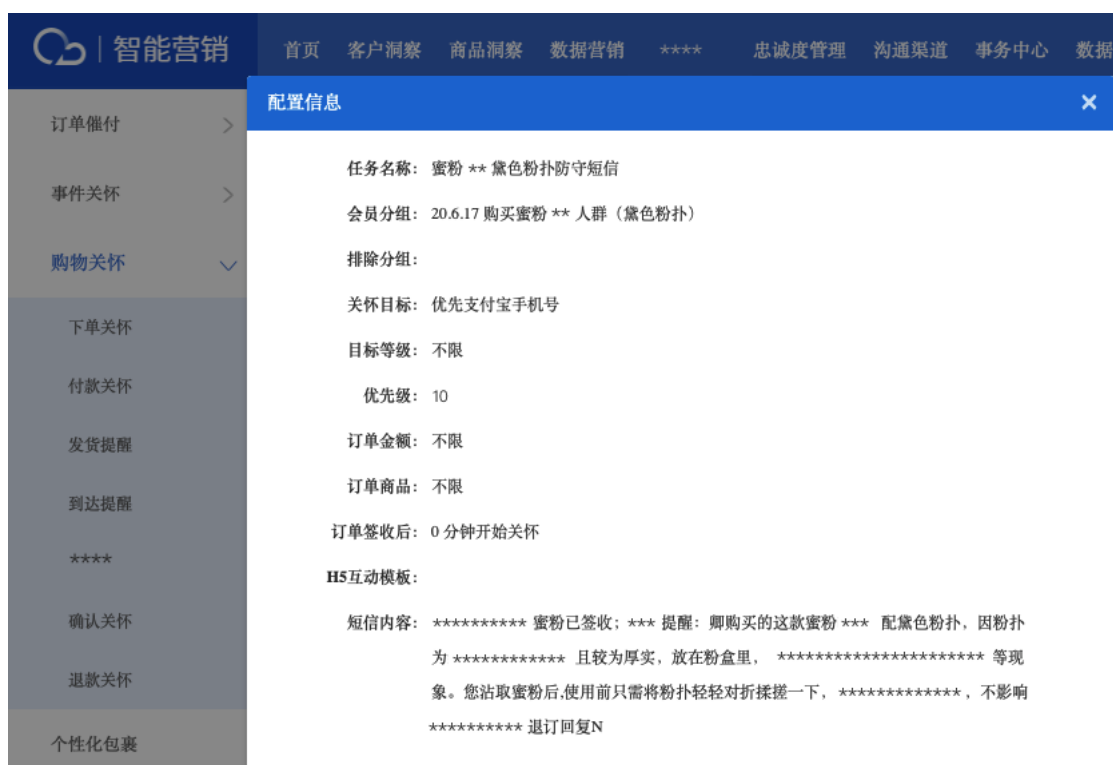 智能营销
首页 客户洞察 商品洞察 数据营销 **** 忠诚度管理 沟通渠道 事务中心 数据
配置信息 ×
订单催付
事件关怀
购物关怀
下单关怀
付款关怀
发货提醒
到达提醒
****
确认关怀
退款关怀
个性化包裹
任务名称： 蜜粉 ** 黛色粉扑防守短信
会员分组： 20.6.17 购买蜜粉 ** 人群（黛色粉扑）
排除分组：
关怀目标： 优先支付宝手机号
目标等级： 不限
优先级： 10
订单金额： 不限
订单商品： 不限
订单签收后： 0 分钟开始关怀
H5互动模板：
短信内容： ********** 蜜粉已签收；*** 提醒：卿购买的这款蜜粉 *** 配黛色粉扑，因粉扑
为 ************ 且较为厚实，放在粉盒里， ********************** 等现
象。您沾取蜜粉后,使用前只需将粉扑轻轻对折揉搓一下， *************，不影响
********** 退订回复N